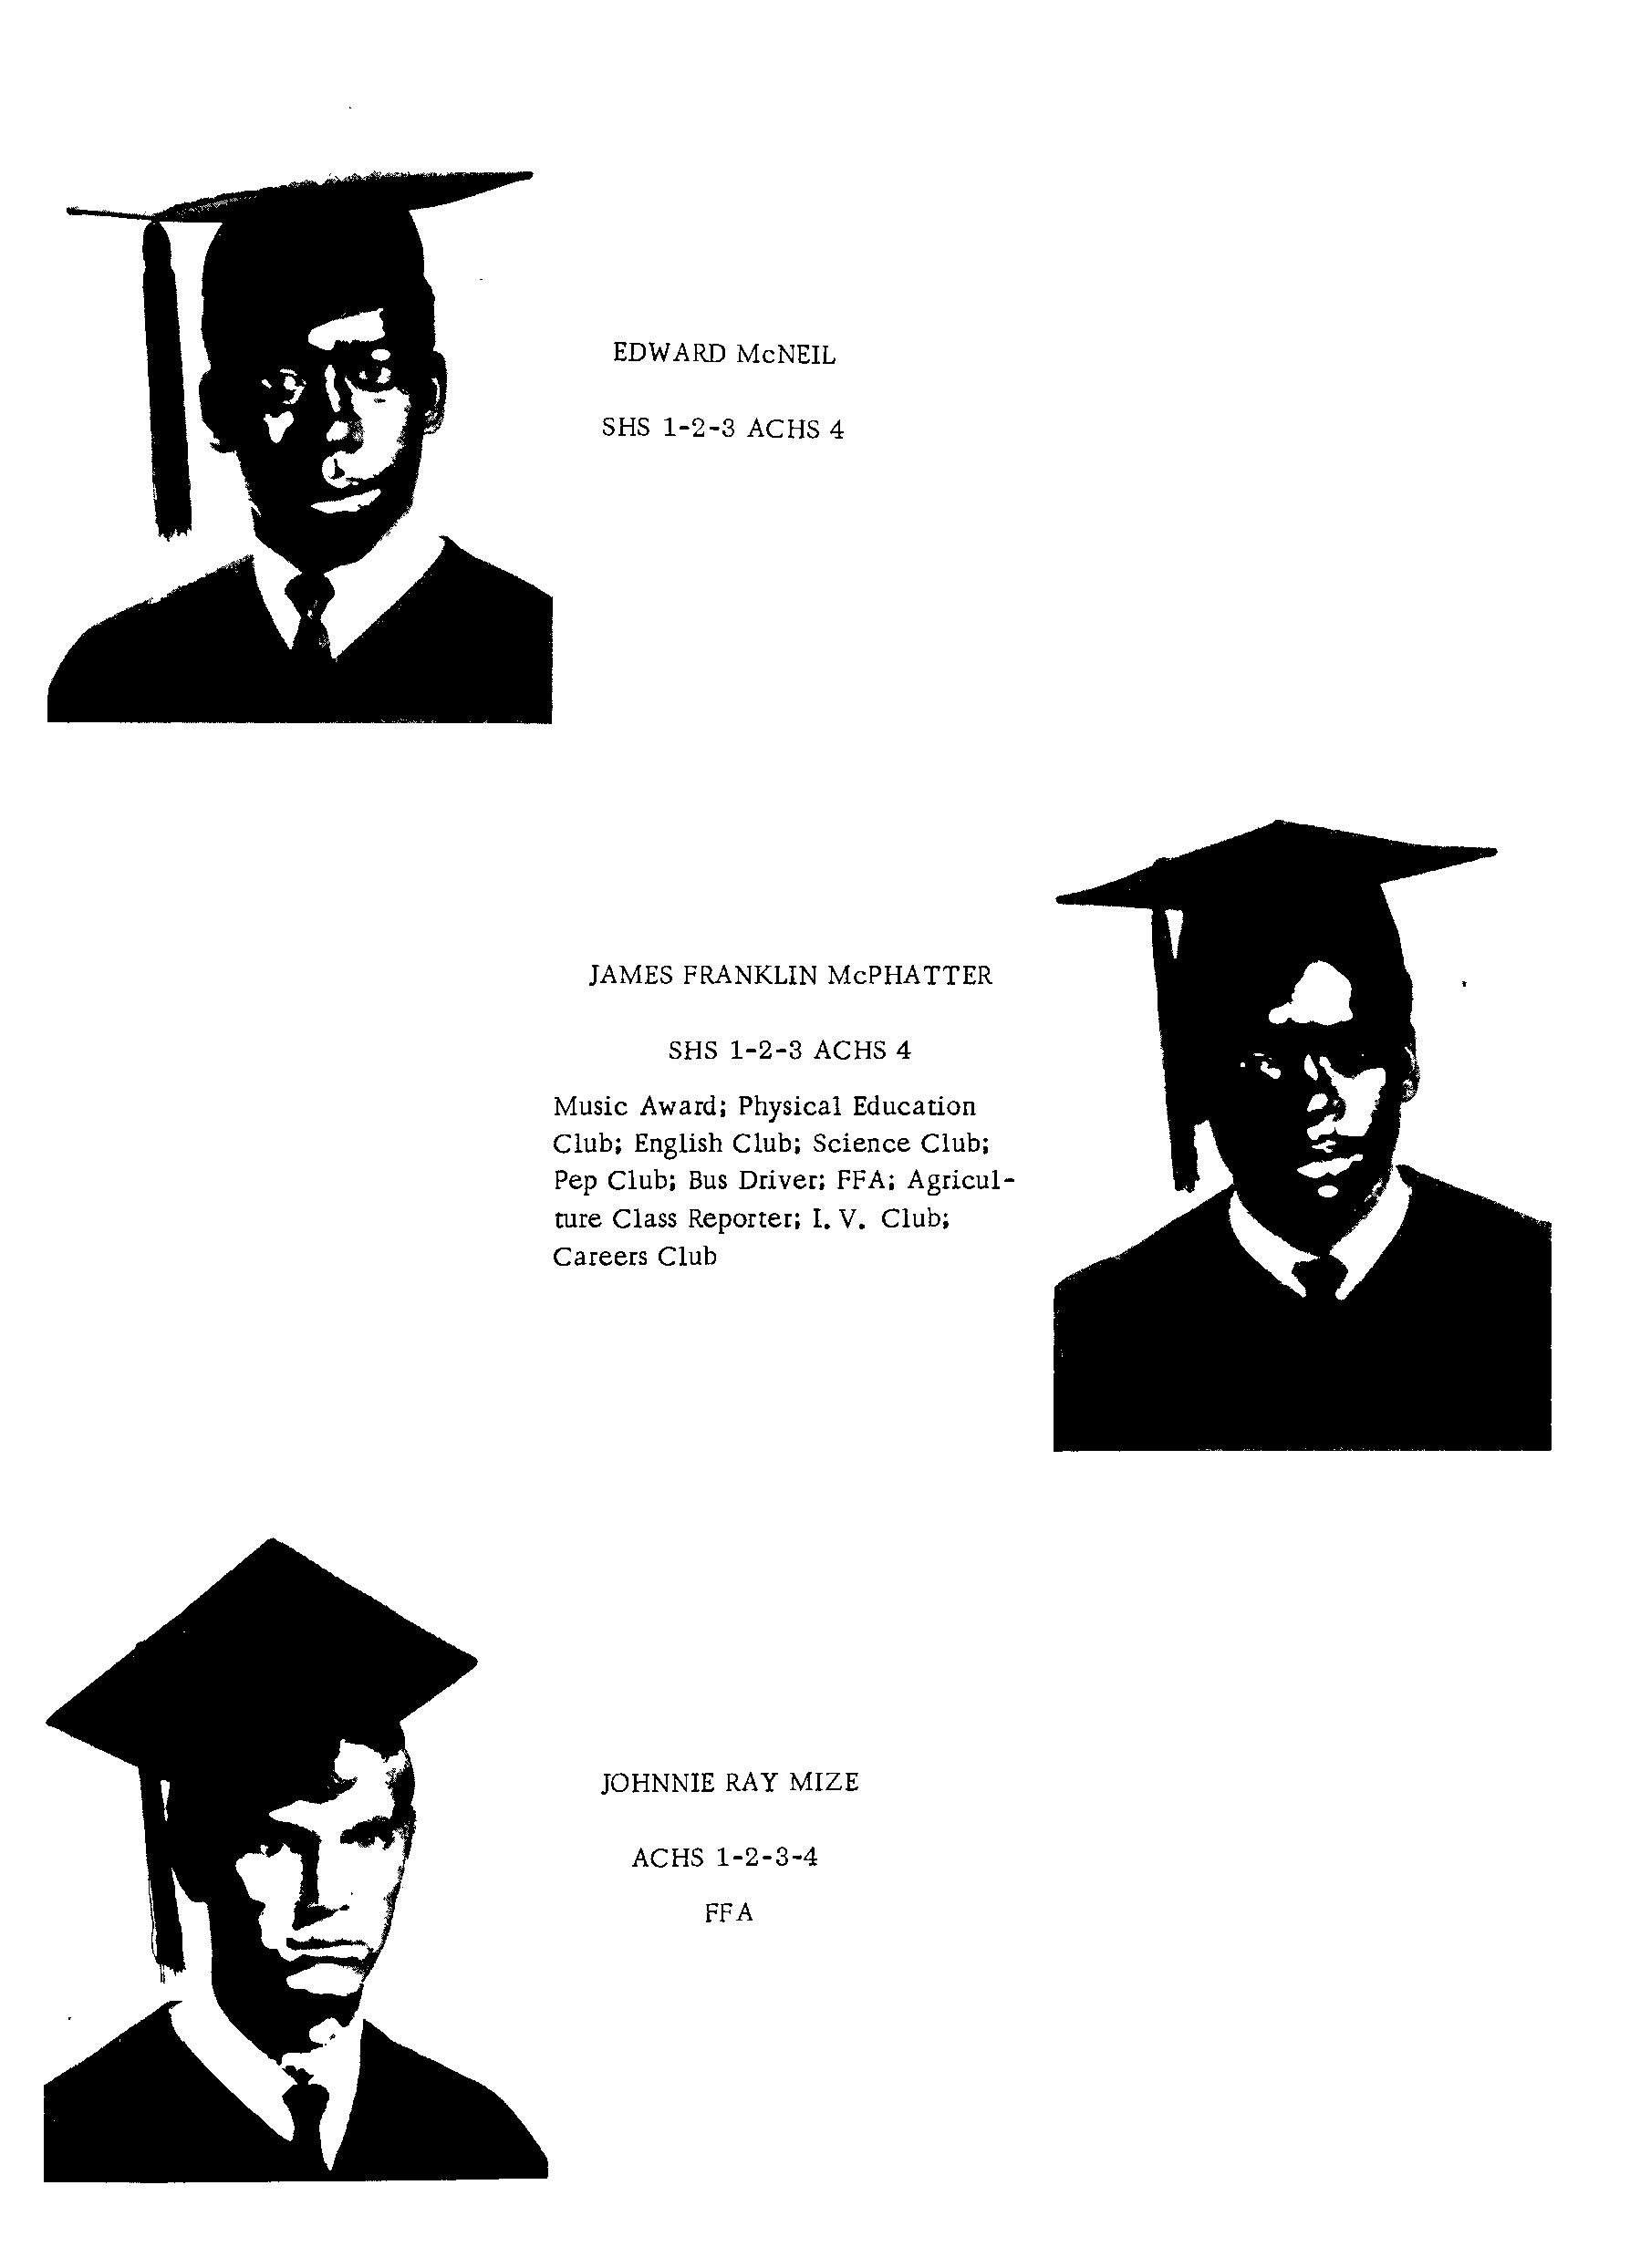 EDWARD McNEIL
SHS 1-2-3 ACHS 4
JAMES FRANKLIN McPHATTER
SHS 1-2-3 ACHS 4
Music Award; Physical Education
Club; English Club; Science Club;
Pep Club; Bus Driver; FFA; Agricul-
ture Class Reporter; I. V. Club;
Careers Club
JOHNNIE RAY MIZE
ACHS 1-2-3-4
FFA